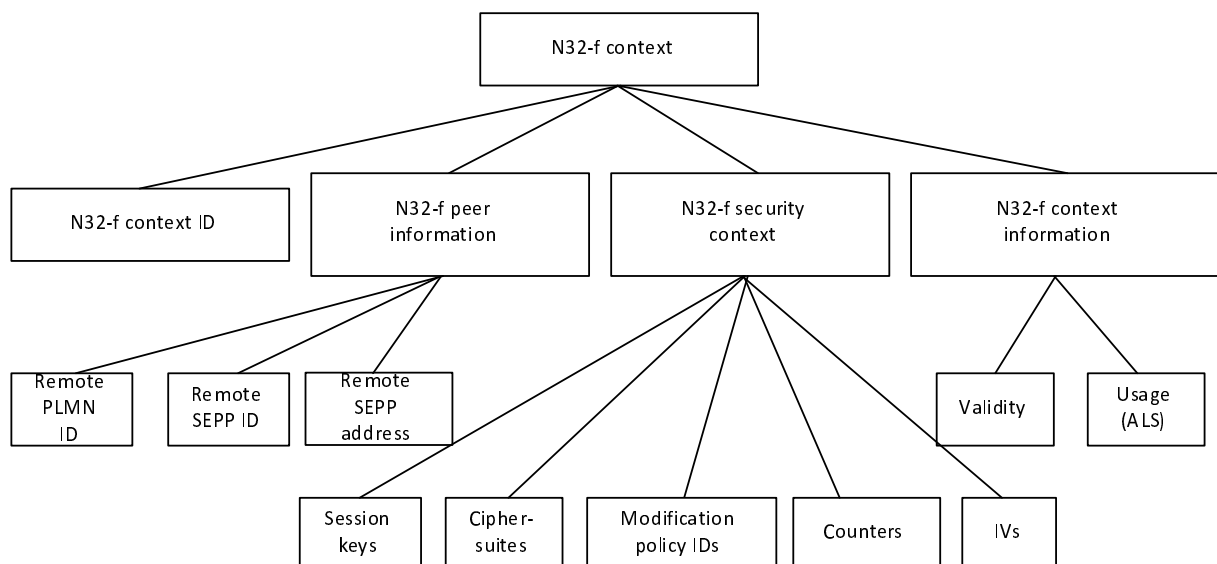 N32-f context
N32-f context ID
N32-f peer
information
N32-f security
context
N32-f context
information
Remote
PLMN
ID
Remote
SEPP ID
Remote
SEPP
address
Validity
Usage
(ALS)
Session
keys
Cipher-
suites
Modification
policy IDs
Counters
IVs